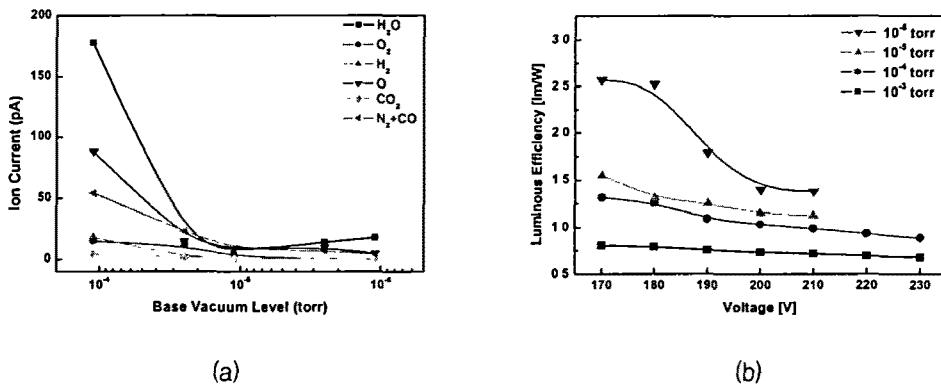 200
150
100
50
0
Ion Current (pA)
H₂O
O₂
H₂
O
CO₂
N₂+CO
10⁻⁴
10⁻⁶
Base Vacuum Level (torr)
(a)
3.0
2.5
2.0
1.5
1.0
0.5
Luminous Efficiency [lm/W]
10⁻⁵ torr
10⁻⁴ torr
10⁻³ torr
170 180 190 200 210 220 230
Voltage [V]
(b)